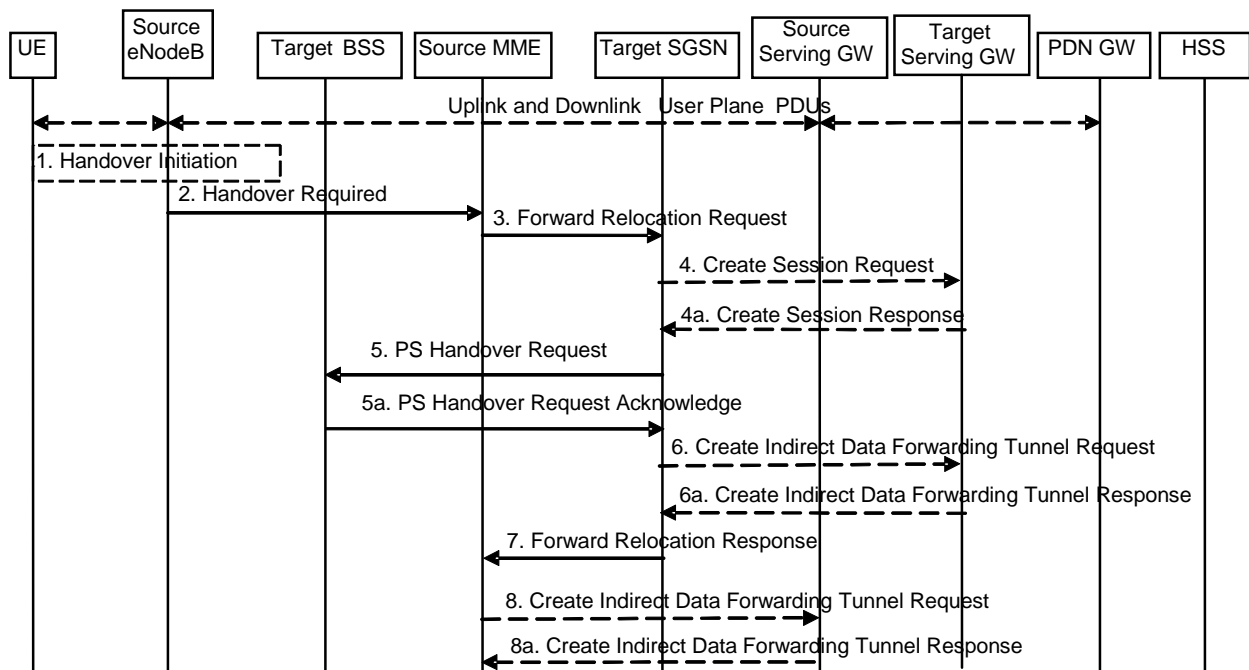 UE
Source
eNodeB
Target BSS
Source MME
Target SGSN
Source
Serving GW
Target
Serving GW
PDN GW
HSS
Uplink and Downlink User Plane PDUs
1. Handover Initiation
2. Handover Required
3. Forward Relocation Request
4. Create Session Request
4a. Create Session Response
5. PS Handover Request
5a. PS Handover Request Acknowledge
6. Create Indirect Data Forwarding Tunnel Request
6a. Create Indirect Data Forwarding Tunnel Response
7. Forward Relocation Response
8. Create Indirect Data Forwarding Tunnel Request
8a. Create Indirect Data Forwarding Tunnel Response